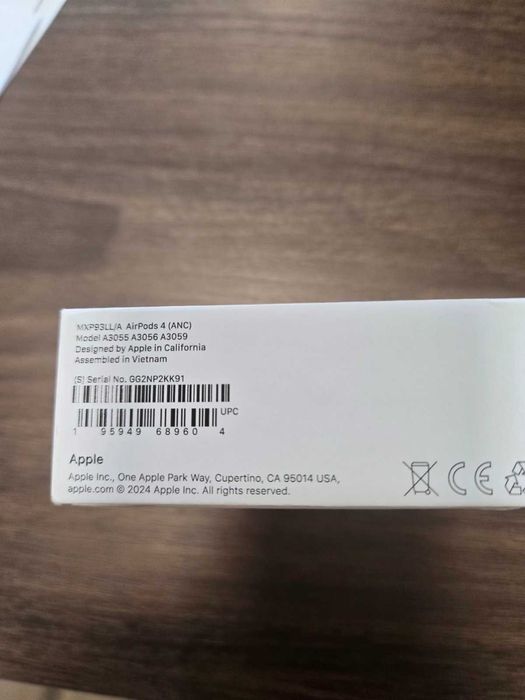 MXP93LL/A AirPods 4 (ANC)
Model A3055 A3056 A3059
Designed by Apple in California
Assembled in Vietnam
(S) Serial No. GG2NP2KK91
UPC
1 95949 68960 4
Apple
Apple Inc., One Apple Park Way, Cupertino, CA 95014 USA,
apple.com © 2024 Apple Inc. All rights reserved.
CE